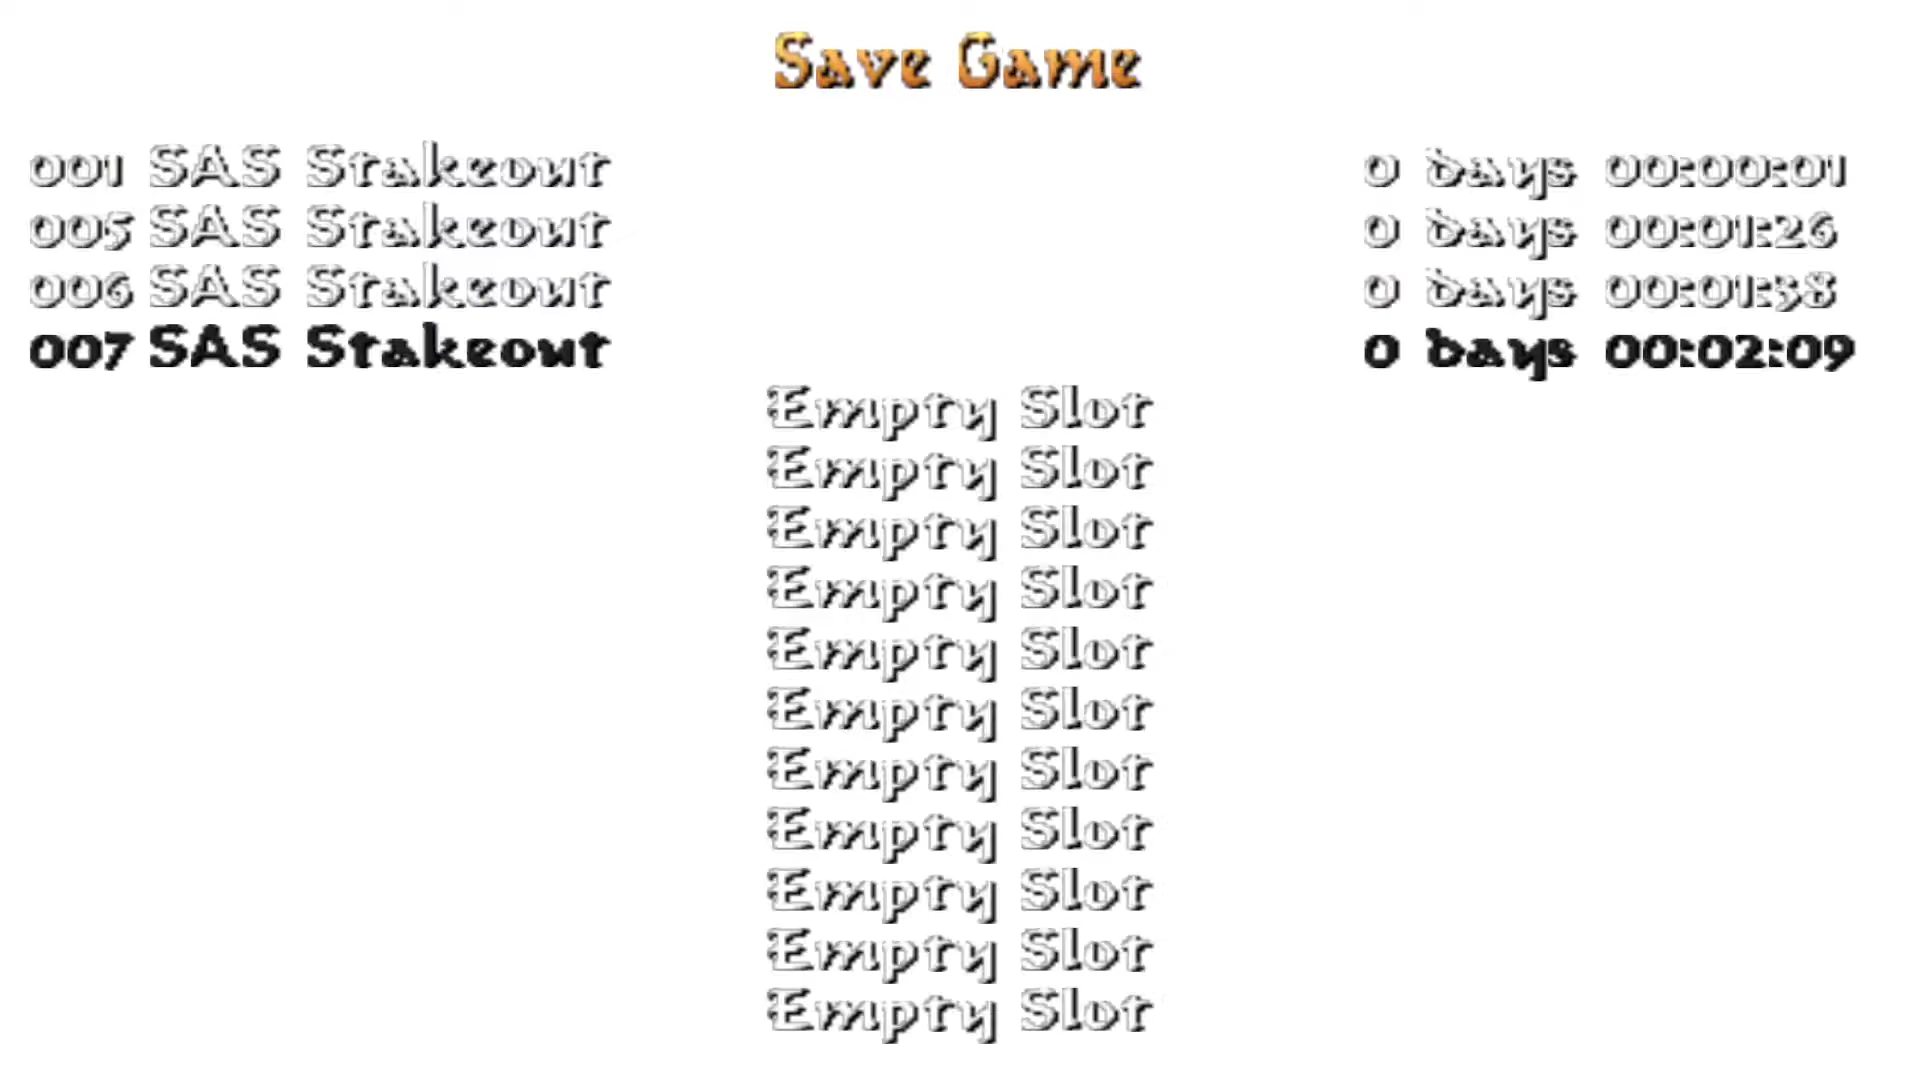 Save Game
001 SAS Stakeout 0 days 00:00:01
005 SAS Stakeout 0 days 00:01:26
006 SAS Stakeout 0 days 00:01:38
007 SAS Stakeout 0 days 00:02:09
Empty Slot
Empty Slot
Empty Slot
Empty Slot
Empty Slot
Empty Slot
Empty Slot
Empty Slot
Empty Slot
Empty Slot
Empty Slot